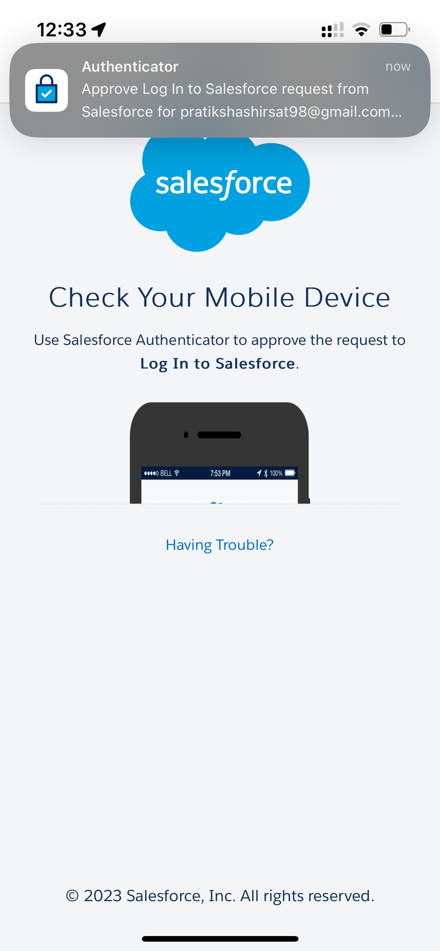 12:33
Authenticator now
Approve Log In to Salesforce request from
Salesforce for pratikshashirsat98@gmail.com...
salesforce
Check Your Mobile Device
Use Salesforce Authenticator to approve the request to
Log In to Salesforce.
BELL 7:53 PM 100%
Having Trouble?
© 2023 Salesforce, Inc. All rights reserved.